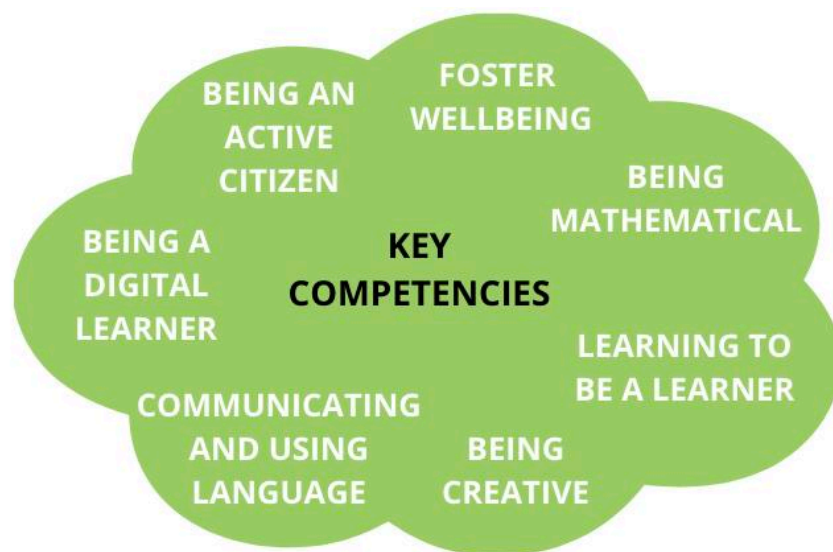 KEY
COMPETENCIES
FOSTER
WELLBEING
BEING
MATHEMATICAL
LEARNING TO
BE A LEARNER
BEING
CREATIVE
COMMUNICATING
AND USING
LANGUAGE
BEING A
DIGITAL
LEARNER
BEING AN
ACTIVE
CITIZEN